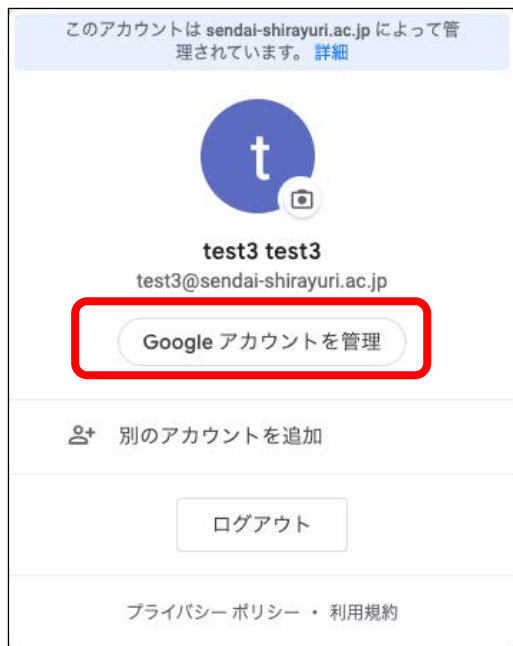 このアカウントは sendai-shirayuri.ac.jp によって管
理されています。 詳細
t
test3 test3
test3@sendai-shirayuri.ac.jp
Google アカウントを管理
別のアカウントを追加
ログアウト
プライバシー ポリシー ・ 利用規約